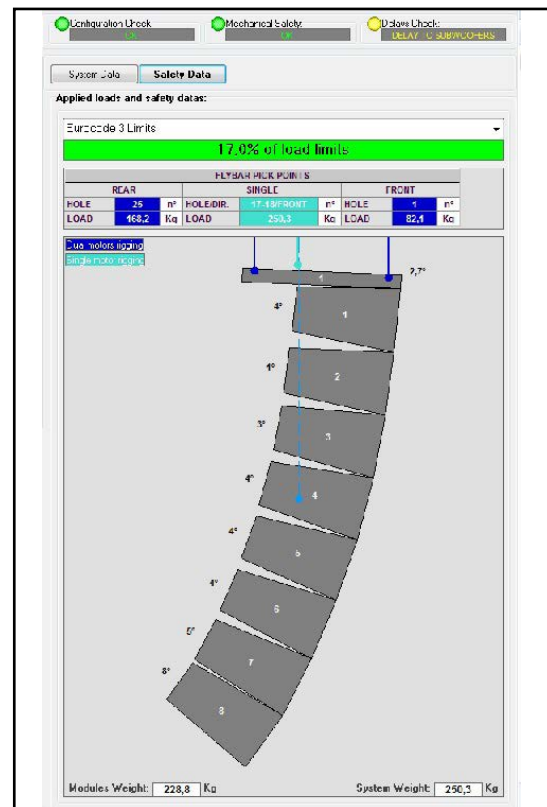 Configuration Check:
OK
Mechanical Safety:
OK
Delays Check:
DELAY TO SUBWOOFERS
System Data
Safety Data
Applied loads and safety datas:
Eurocode 3 Limits
17,0% of load limits
FLYBAR PICK POINTS
REAR SINGLE FRONT
HOLE 25 n° HOLE/DIR. 17-18/FRONT n° HOLE 1 n°
LOAD 168,2 Kg LOAD 250,3 Kg LOAD 82,1 Kg
Dual motors rigging
Single motor rigging
1
2,7°
4°
1
2
3°
3
4°
4
4°
5
6
5°
7
8°
8
Modules Weight: 228,8 Kg
System Weight: 250,3 Kg